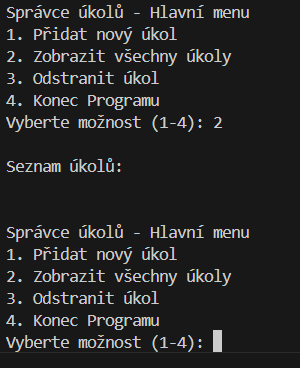 Správce úkolů - Hlavní menu
1. Přidat nový úkol
2. Zobrazit všechny úkoly
3. Odstranit úkol
4. Konec Programu
Vyberte možnost (1-4): 2
Seznam úkolů:
Správce úkolů - Hlavní menu
1. Přidat nový úkol
2. Zobrazit všechny úkoly
3. Odstranit úkol
4. Konec Programu
Vyberte možnost (1-4):